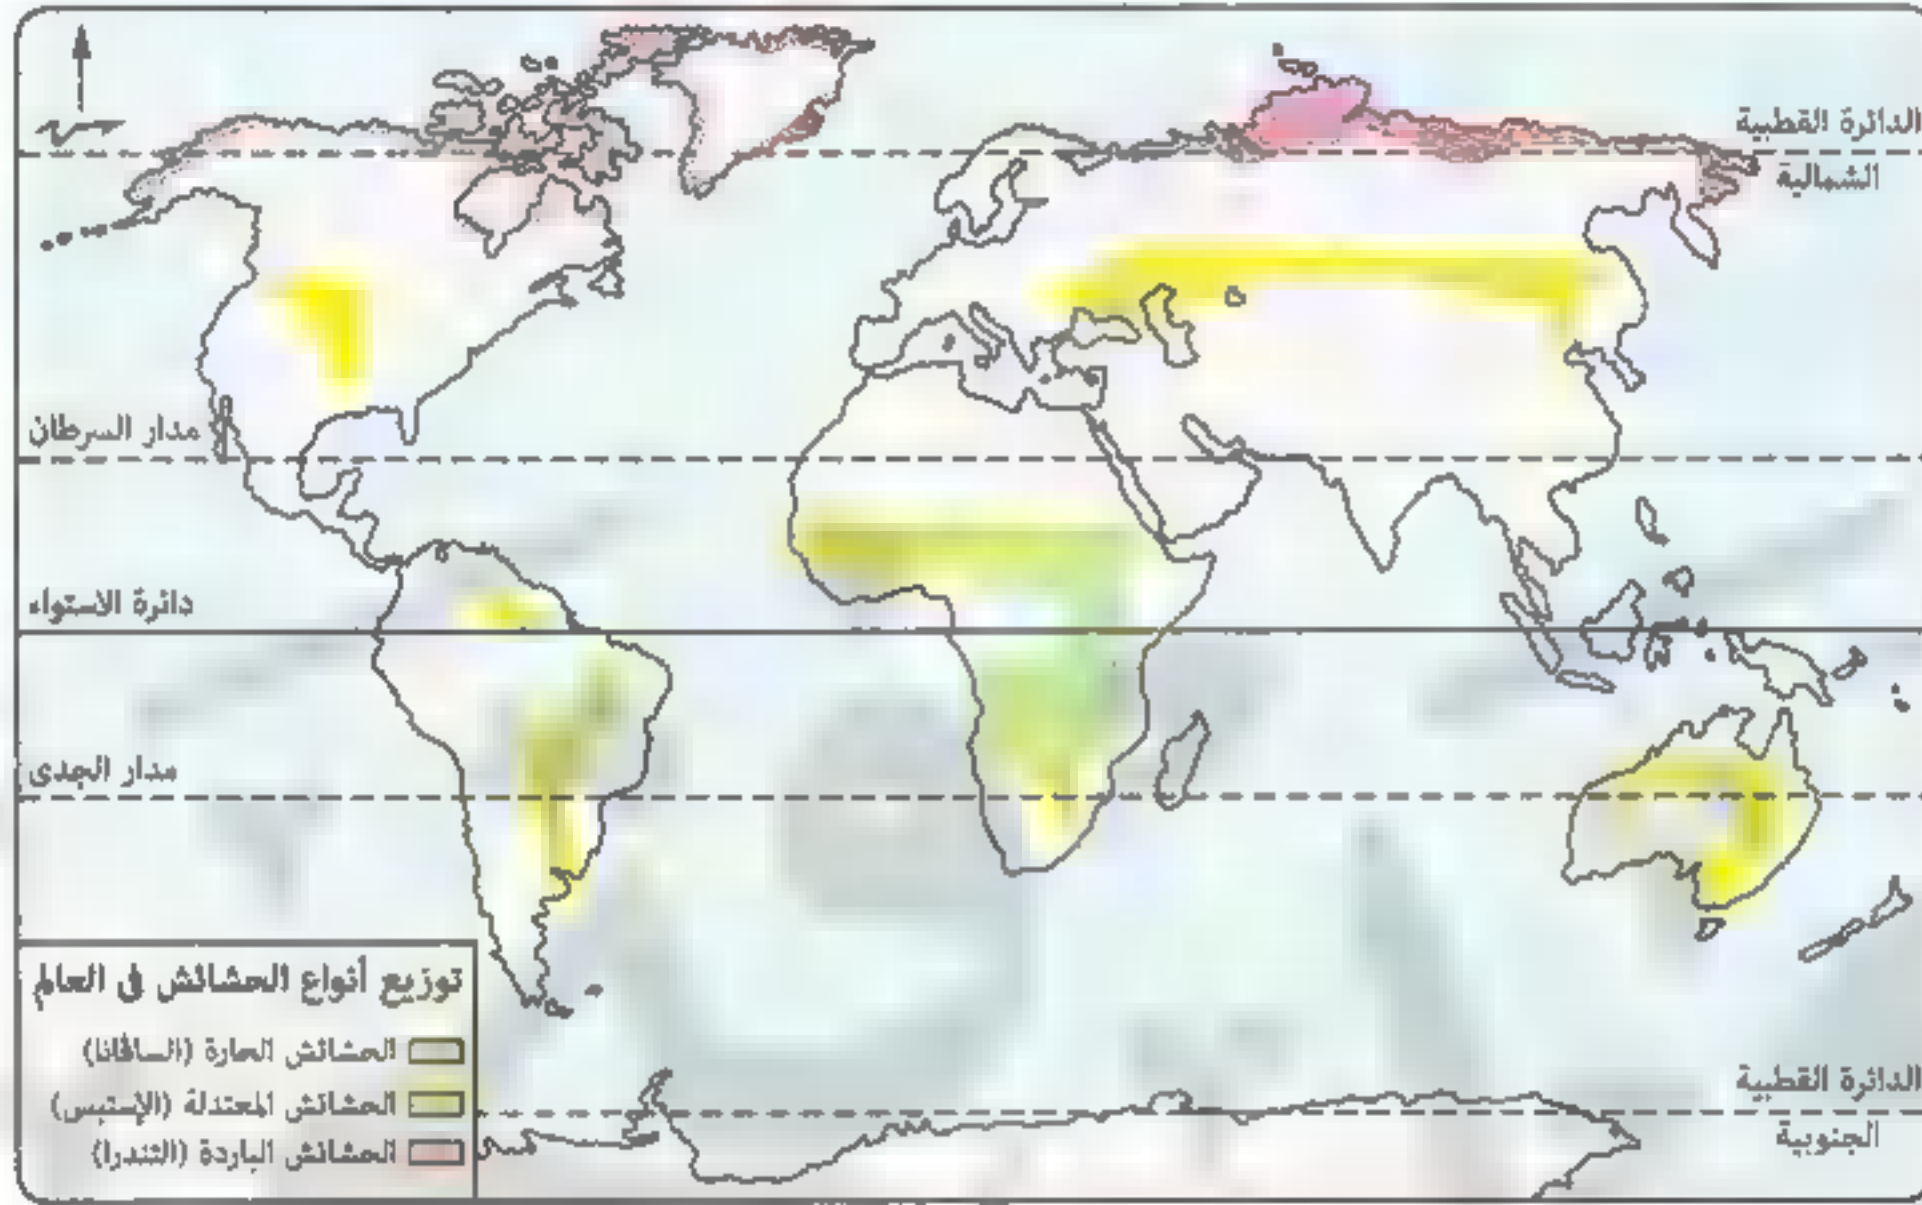 الدائرة القطبية
الشمالية
مدار السرطان
دائرة الاستواء
مدار الجدى
توزيع أنواع الحشائش فى العالم
الحشائش الحارة (الساڤانا)
الحشائش المعتدلة (الإستبس)
الحشائش الباردة (التندرا)
الدائرة القطبية
الجنوبية